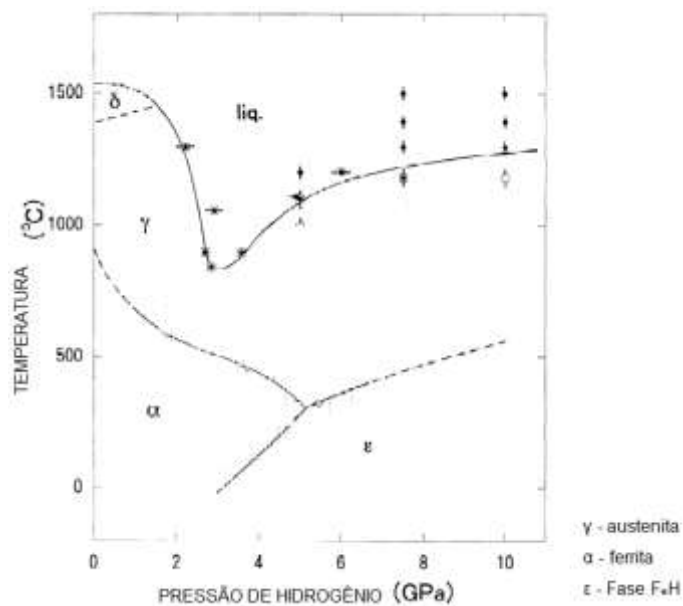 1500
1000
500
0
TEMPERATURA (°C)
δ
liq.
γ
α
ε
0 2 4 6 8 10
PRESSÃO DE HIDROGÊNIO (GPa)
γ - austenita
α - ferrita
ε - Fase FeH